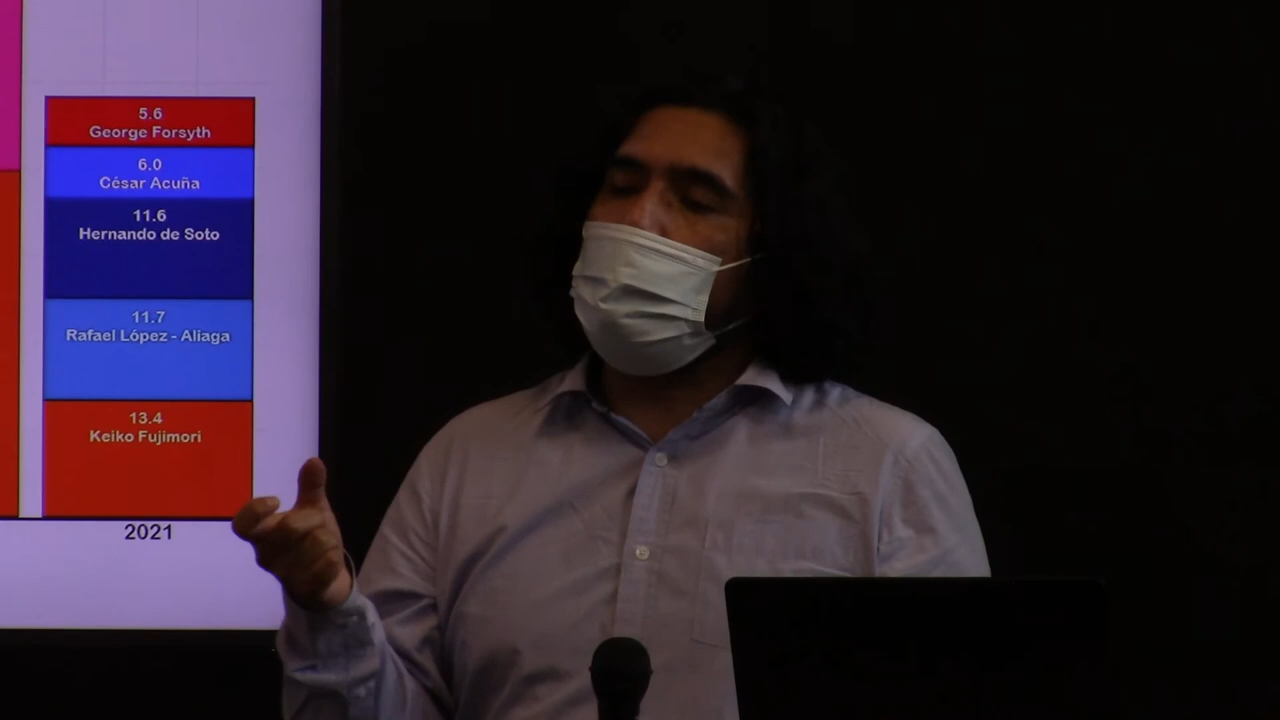 5.6
George Forsyth
6.0
César Acuña
11.6
Hernando de Soto
11.7
Rafael López - Aliaga
13.4
Keiko Fujimori
2021